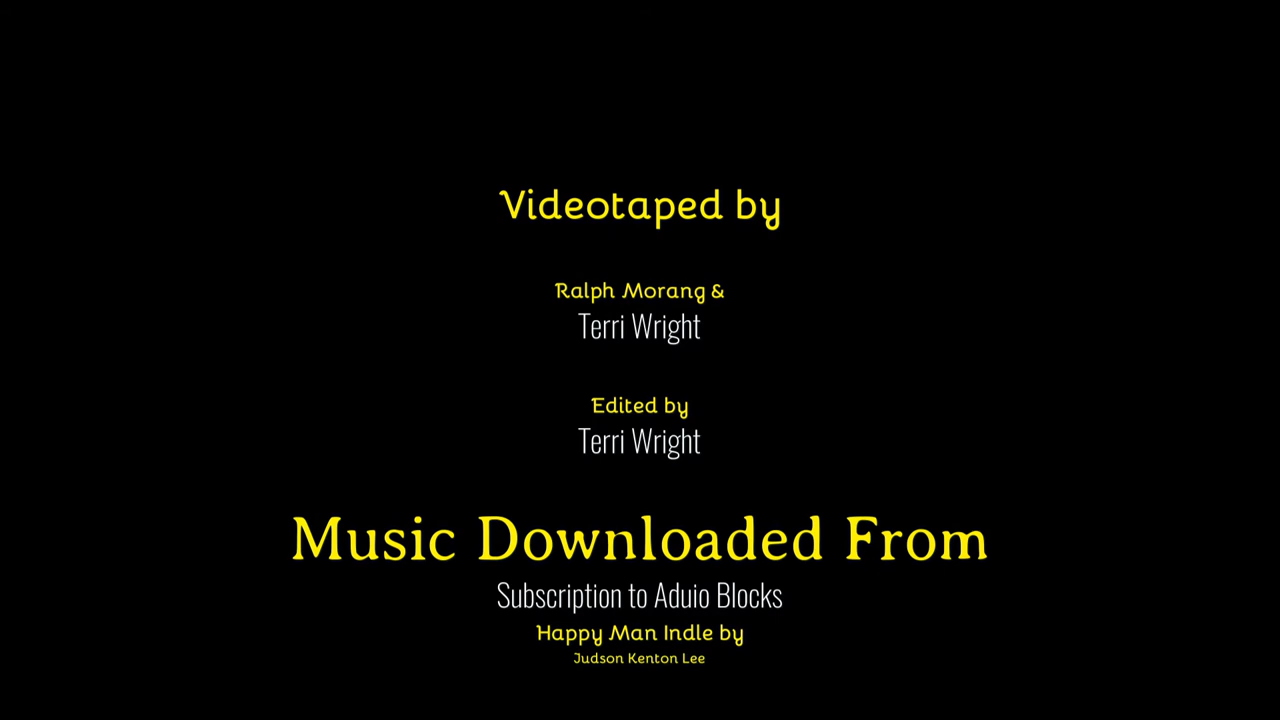 Videotaped by
Ralph Morang &
Terri Wright
Edited by
Terri Wright
Music Downloaded From
Subscription to Aduio Blocks
Happy Man Indle by
Judson Kenton Lee